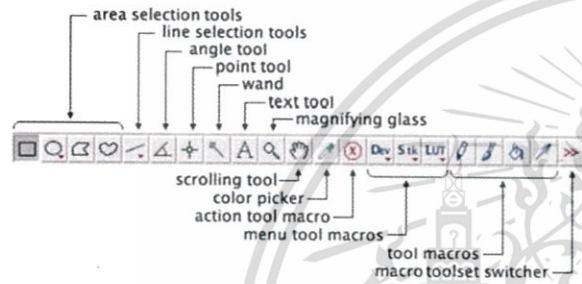 area selection tools
line selection tools
angle tool
point tool
wand
text tool
magnifying glass
A Dev Stk LUT >>
scrolling tool
color picker
action tool macro
menu tool macros
tool macros
macro toolset switcher